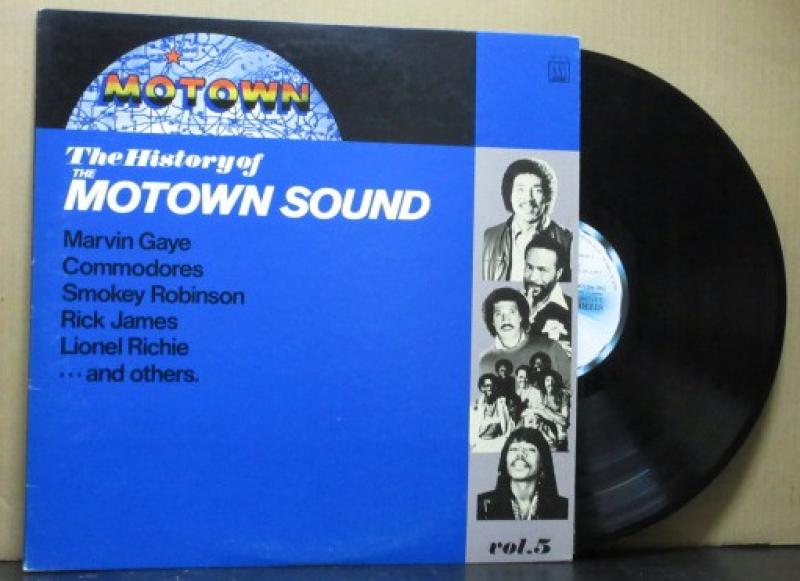 MOTOWN
The History of
THE
MOTOWN SOUND
Marvin Gaye
Commodores
Smokey Robinson
Rick James
Lionel Richie
...and others.
vol.5